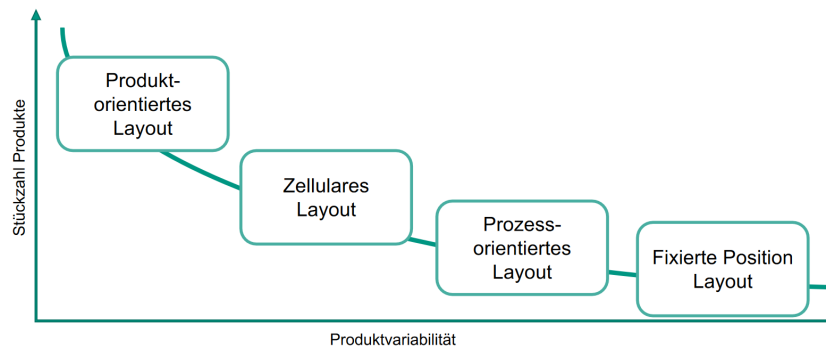 Stückzahl Produkte
Produkt-
orientiertes
Layout
Zellulares
Layout
Prozess-
orientiertes
Layout
Fixierte Position
Layout
Produktvariabilität